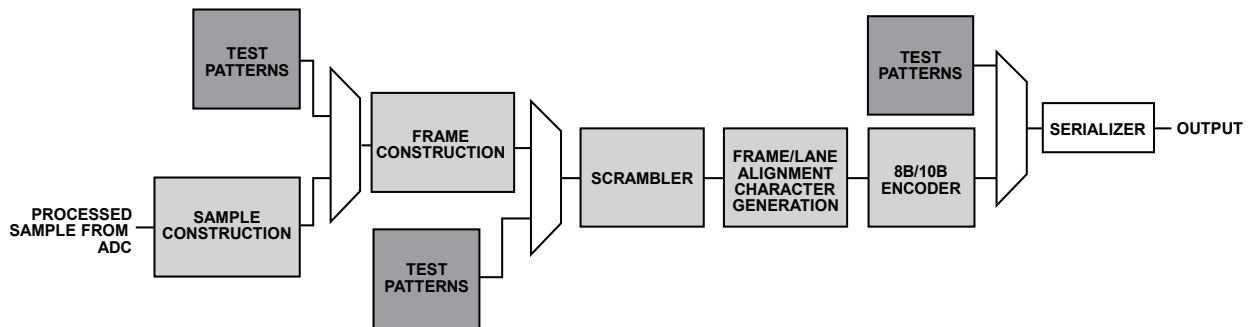 TEST
PATTERNS
PROCESSED
SAMPLE FROM
ADC
SAMPLE
CONSTRUCTION
FRAME
CONSTRUCTION
TEST
PATTERNS
SCRAMBLER
FRAME/LANE
ALIGNMENT
CHARACTER
GENERATION
8B/10B
ENCODER
TEST
PATTERNS
SERIALIZER
OUTPUT